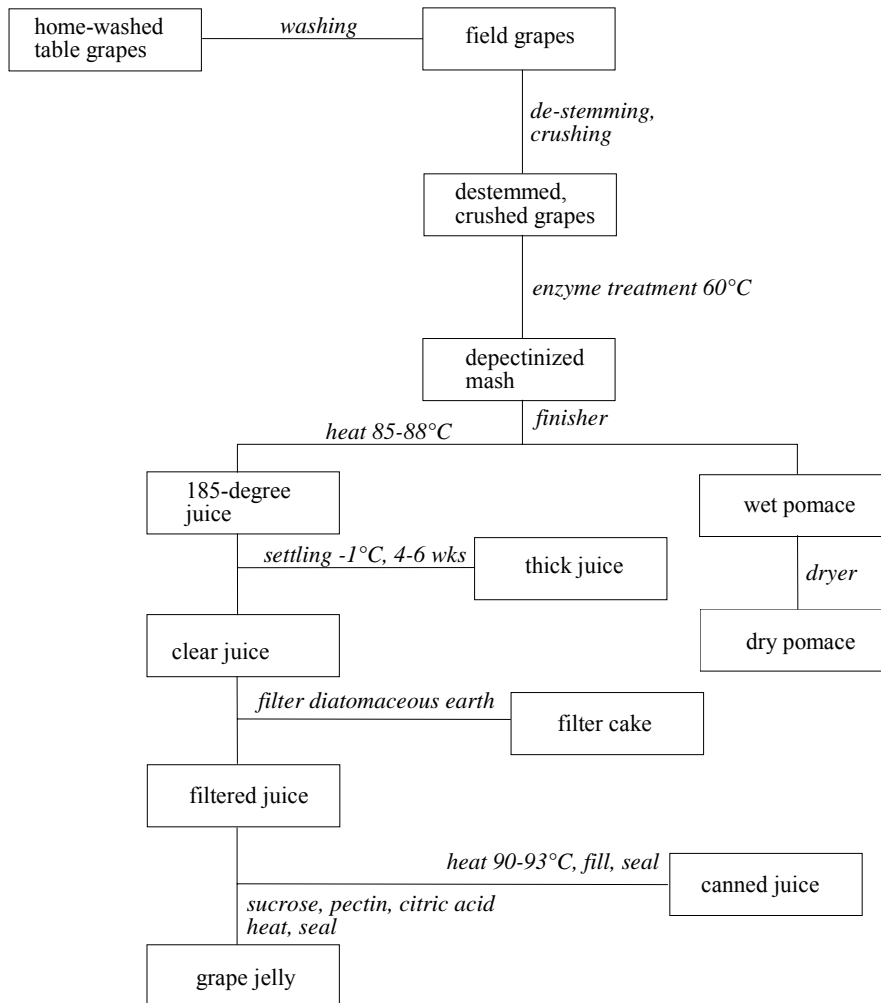 home-washed
table grapes
washing
field grapes
de-stemming,
crushing
destemmed,
crushed grapes
enzyme treatment 60°C
depectinized
mash
finisher
heat 85-88°C
185-degree
juice
wet pomace
settling -1°C, 4-6 wks
thick juice
dryer
clear juice
dry pomace
filter diatomaceous earth
filter cake
filtered juice
heat 90-93°C, fill, seal
canned juice
sucrose, pectin, citric acid
heat, seal
grape jelly